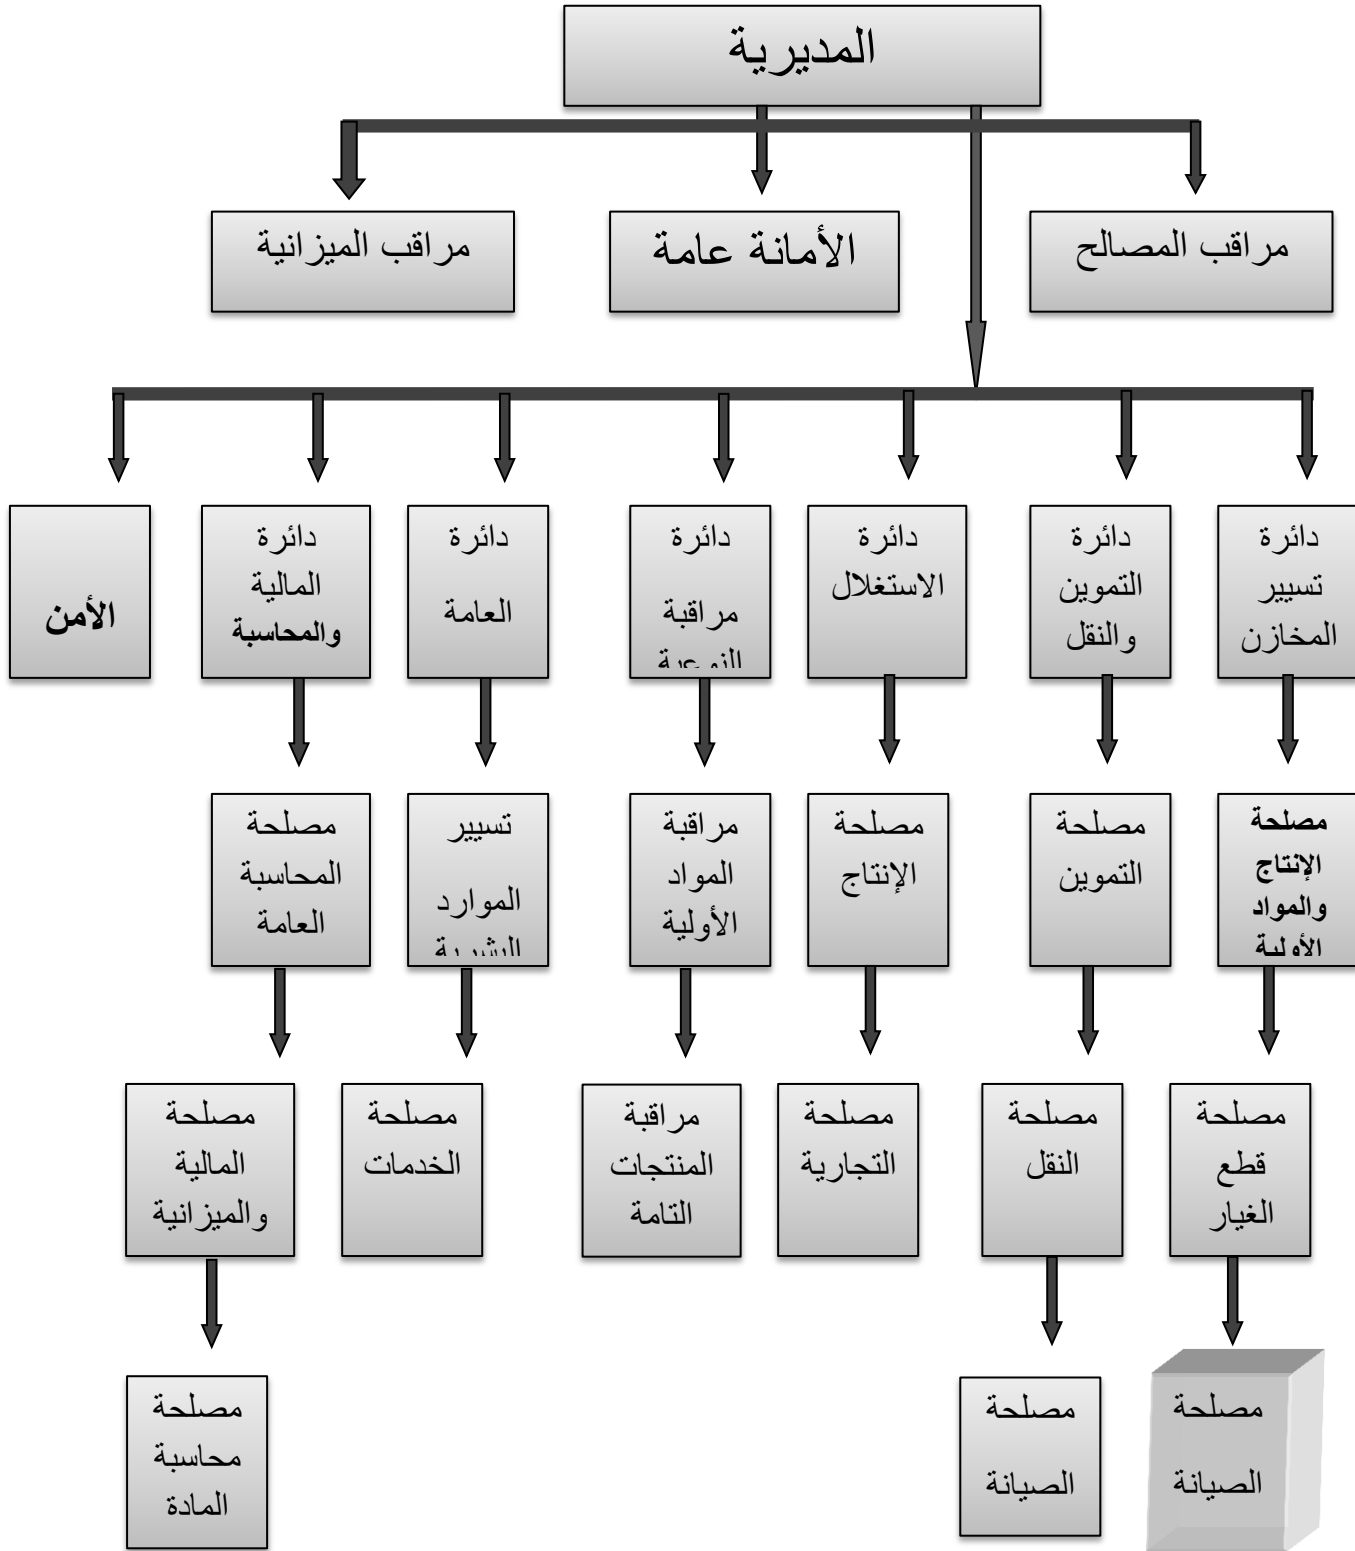 المديرية
مراقب المصالح
الأمانة عامة
مراقب الميزانية
دائرة
تسيير
المخازن
دائرة
التموين
والنقل
دائرة
الاستغلال
دائرة
مراقبة
النوعية
دائرة
العامة
دائرة
المالية
والمحاسبة
الأمن
مصلحة
الإنتاج
والمواد
الأولية
مصلحة
التموين
مصلحة
الإنتاج
مراقبة
المواد
الأولية
تسيير
الموارد
البشرية
مصلحة
المحاسبة
العامة
مصلحة
قطع
الغيار
مصلحة
النقل
مصلحة
التجارية
مراقبة
المنتجات
التامة
مصلحة
الخدمات
مصلحة
المالية
والميزانية
مصلحة
الصيانة
مصلحة
الصيانة
مصلحة
محاسبة
المادة